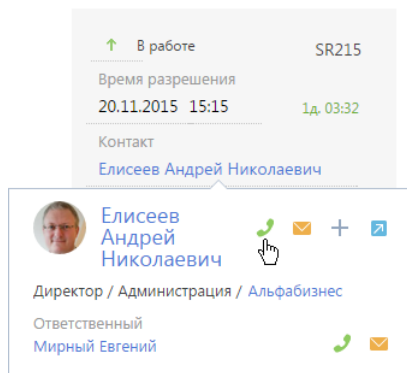 В работе SR215
Время разрешения
20.11.2015 15:15 1д. 03:32
Контакт
Елисеев Андрей Николаевич
Елисеев
Андрей
Николаевич
Директор / Администрация / Альфабизнес
Ответственный
Мирный Евгений